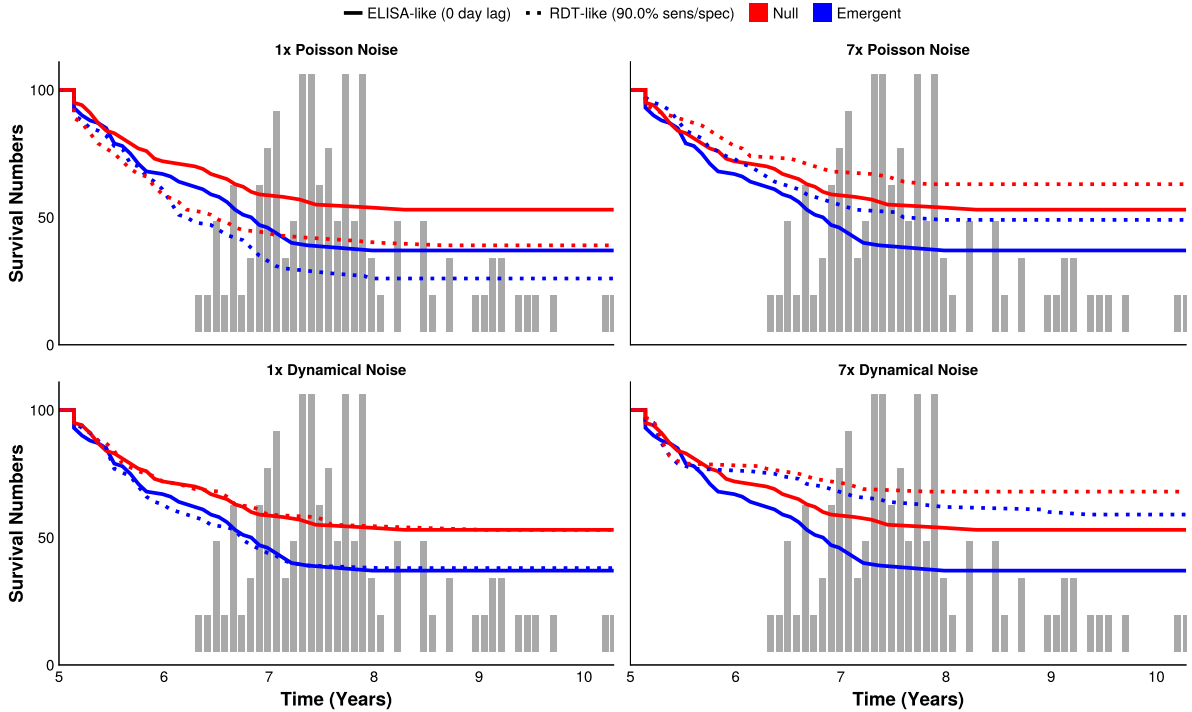 ELISA-like (0 day lag) RDT-like (90.0% sens/spec) Null Emergent
1x Poisson Noise 7x Poisson Noise
Survival Numbers
100
50
0
1x Dynamical Noise 7x Dynamical Noise
Survival Numbers
100
50
0
5 6 7 8 9 10 5 6 7 8 9 10
Time (Years) Time (Years)